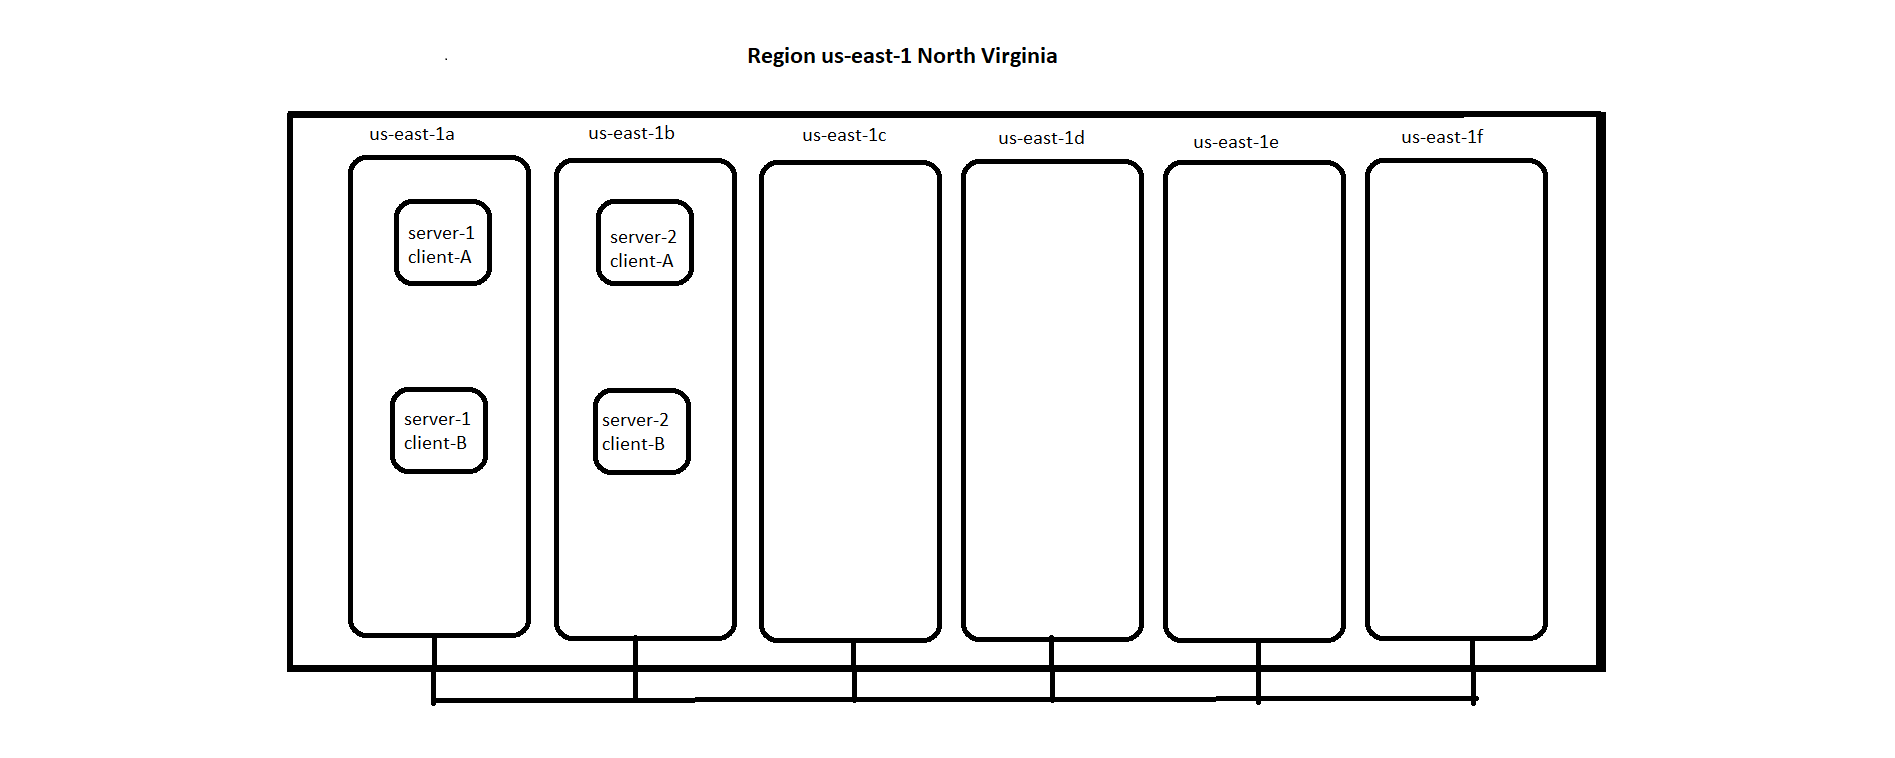 Region us-east-1 North Virginia
us-east-1a
us-east-1b
us-east-1c
us-east-1d
us-east-1e
us-east-1f
server-1
client-A
server-2
client-A
server-1
client-B
server-2
client-B